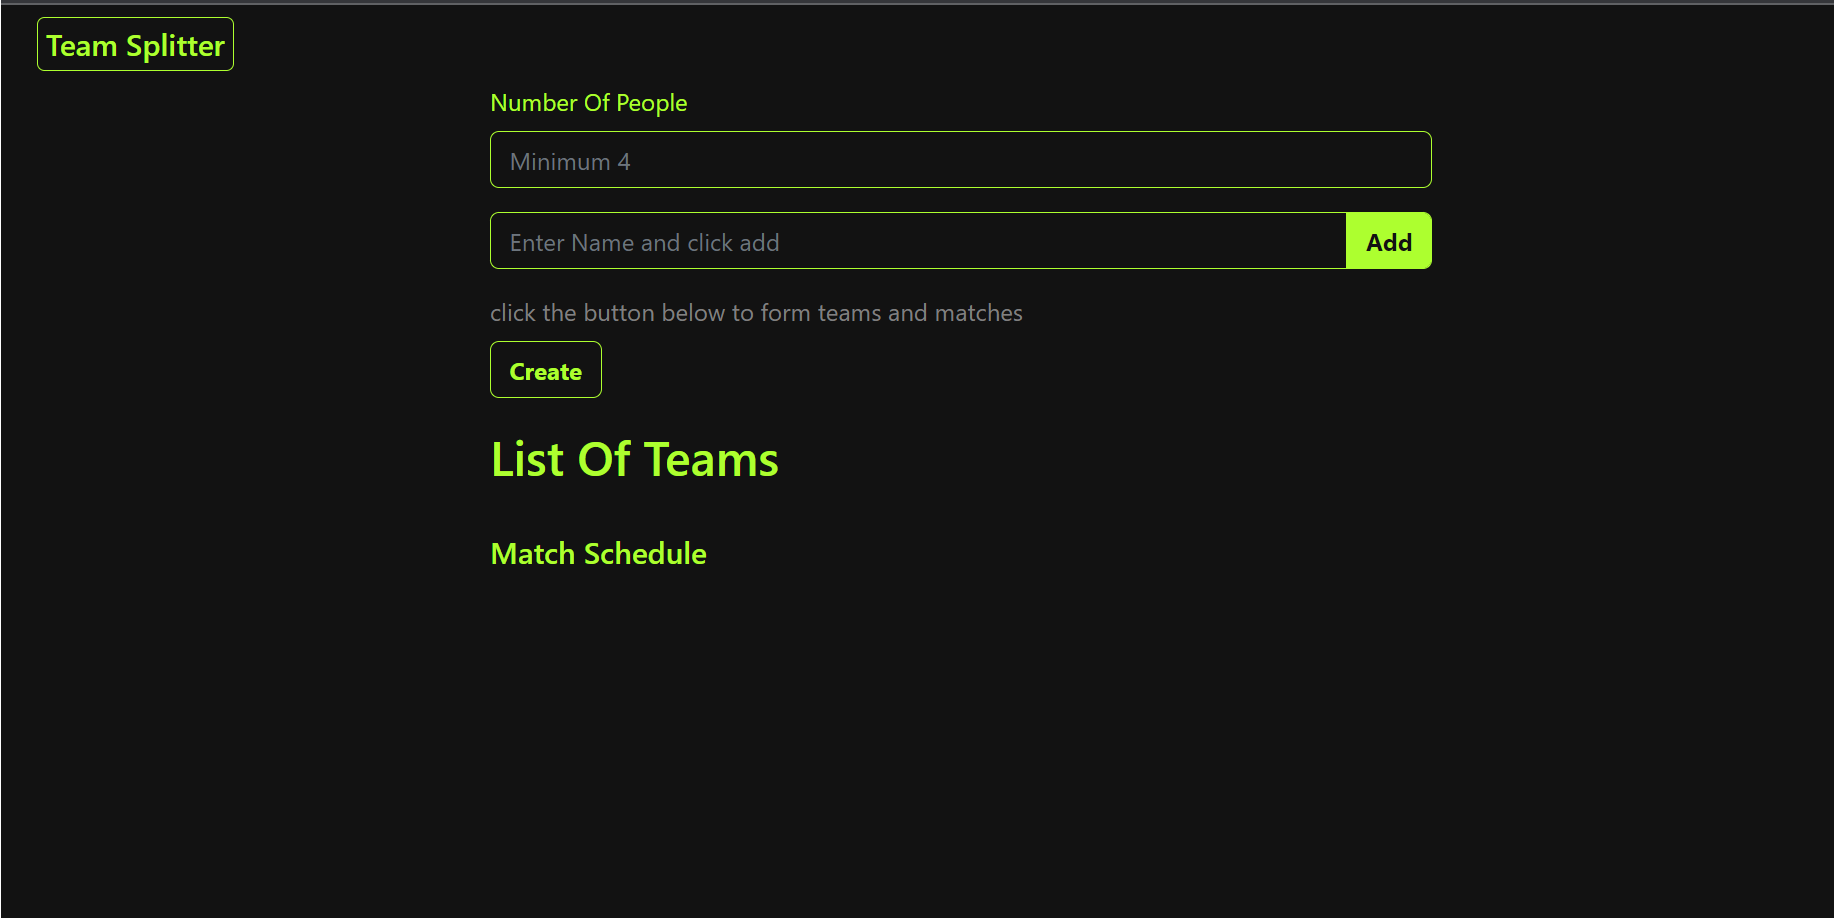 Team Splitter
Number Of People
Minimum 4
Enter Name and click add
Add
click the button below to form teams and matches
Create
List Of Teams
Match Schedule